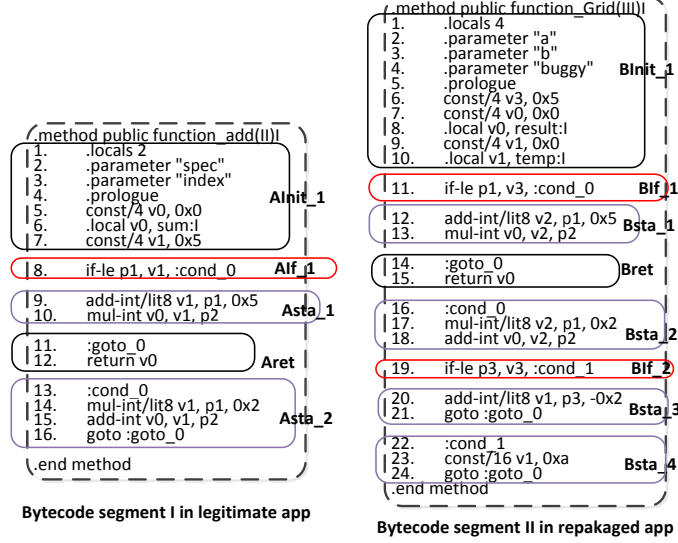 .method public function_add(II)I
1. .locals 2
2. .parameter "spec"
3. .parameter "index"
4. .prologue
5. const/4 v0, 0x0
6. .local v0, sum:I
7. const/4 v1, 0x5
AInit_1
8. if-le p1, v1, :cond_0 AIf_1
9. add-int/lit8 v1, p1, 0x5
10. mul-int v0, v1, p2
Asta_1
11. :goto_0
12. return v0
Aret
13. :cond_0
14. mul-int/lit8 v1, p1, 0x2
15. add-int v0, v1, p2
16. goto :goto_0
Asta_2
.end method
Bytecode segment I in legitimate app
.method public function_Grid(III)I
1. .locals 4
2. .parameter "a"
3. .parameter "b"
4. .parameter "buggy"
5. .prologue
6. const/4 v3, 0x5
7. const/4 v0, 0x0
8. .local v0, result:I
9. const/4 v1, 0x0
10. .local v1, temp:I
BInit_1
11. if-le p1, v3, :cond_0 BIf_1
12. add-int/lit8 v2, p1, 0x5
13. mul-int v0, v2, p2
Bsta_1
14. :goto_0
15. return v0
Bret
16. :cond_0
17. mul-int/lit8 v2, p1, 0x2
18. add-int v0, v2, p2
Bsta_2
19. if-le p3, v3, :cond_1 BIf_2
20. add-int/lit8 v1, p3, -0x2
21. goto :goto_0
Bsta_3
22. :cond_1
23. const/16 v1, 0xa
24. goto :goto_0
Bsta_4
.end method
Bytecode segment II in repakaged app